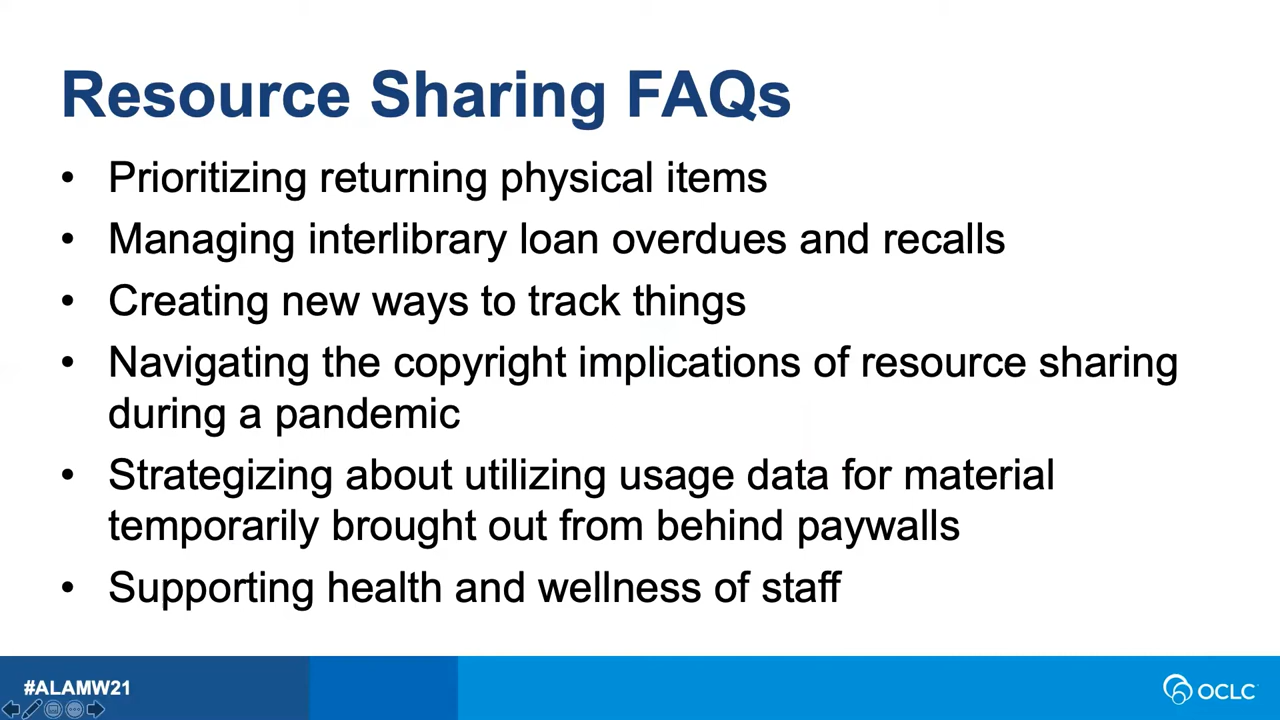 Resource Sharing FAQs
• Prioritizing returning physical items
• Managing interlibrary loan overdues and recalls
• Creating new ways to track things
• Navigating the copyright implications of resource sharing
during a pandemic
• Strategizing about utilizing usage data for material
temporarily brought out from behind paywalls
• Supporting health and wellness of staff
#ALAMW21
OCLC